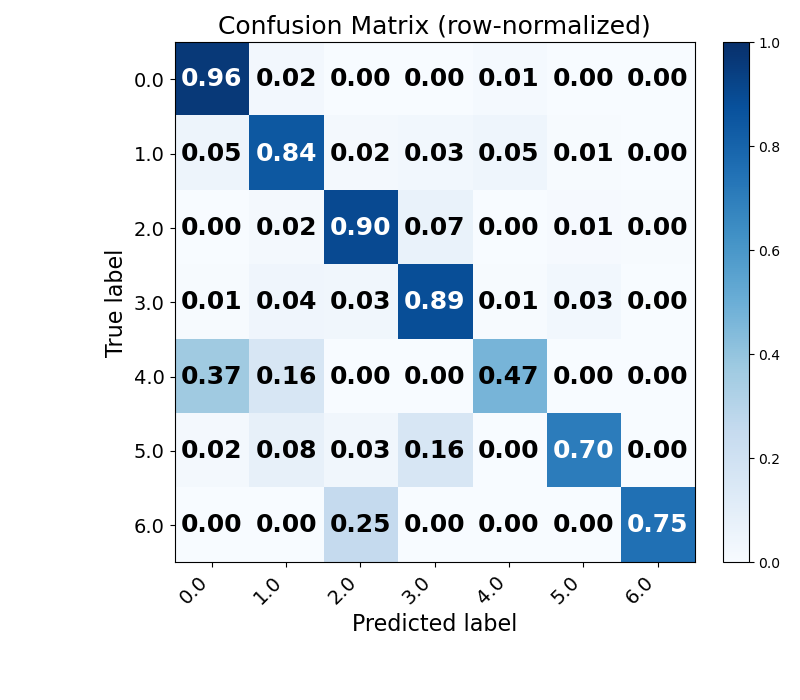 Confusion Matrix (row-normalized)
0.0 0.96 0.02 0.00 0.00 0.01 0.00 0.00
1.0 0.05 0.84 0.02 0.03 0.05 0.01 0.00
2.0 0.00 0.02 0.90 0.07 0.00 0.01 0.00
3.0 0.01 0.04 0.03 0.89 0.01 0.03 0.00
4.0 0.37 0.16 0.00 0.00 0.47 0.00 0.00
5.0 0.02 0.08 0.03 0.16 0.00 0.70 0.00
6.0 0.00 0.00 0.25 0.00 0.00 0.00 0.75
0.0 1.0 2.0 3.0 4.0 5.0 6.0
Predicted label
True label
1.0
0.8
0.6
0.4
0.2
0.0